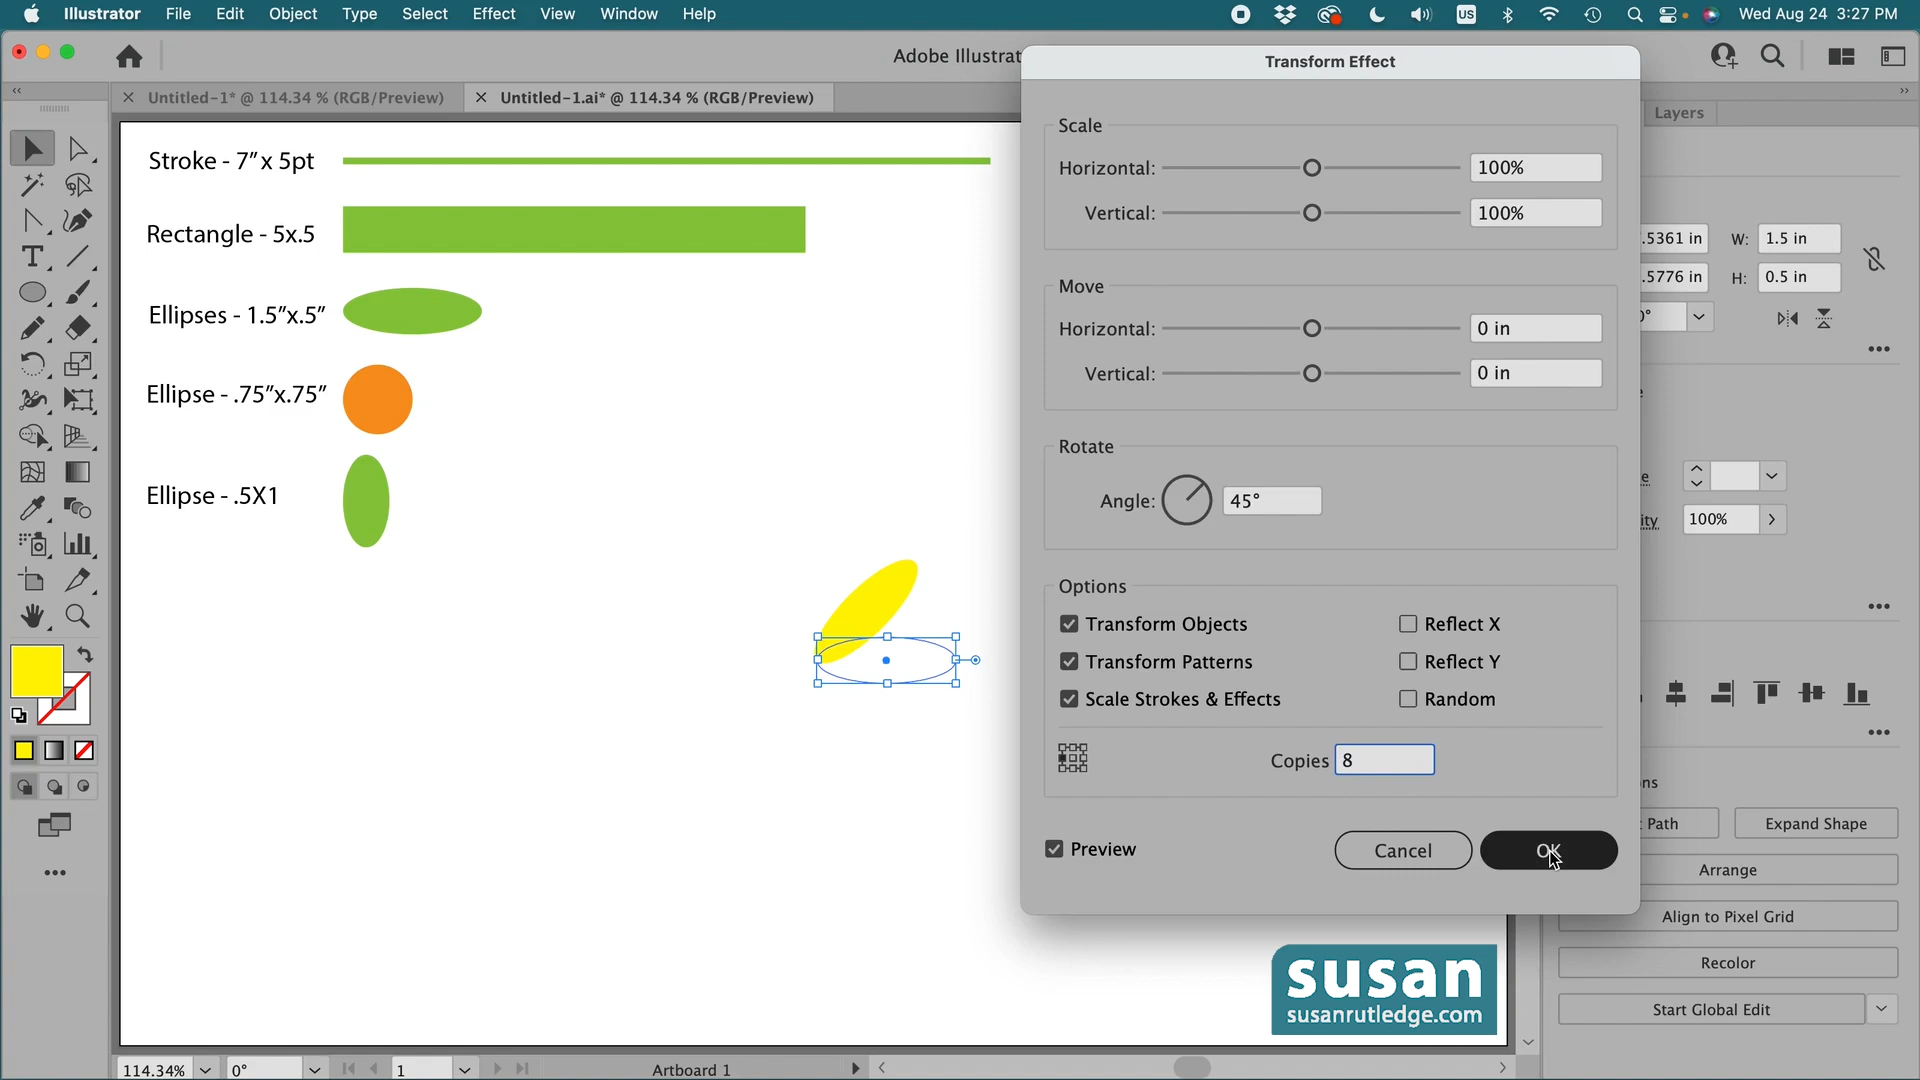 Illustrator File Edit Object Type Select Effect View Window Help
US
Wed Aug 24 3:27 PM
Adobe Illustrat
Transform Effect
Untitled-1* @ 114.34 % (RGB/Preview)
Untitled-1.ai* @ 114.34 % (RGB/Preview)
Layers
Stroke - 7”x 5pt
Rectangle - 5x.5
Ellipses - 1.5”x.5”
Ellipse - .75”x.75”
Ellipse - .5X1
Scale
Horizontal: 100%
Vertical: 100%
Move
Horizontal: 0 in
Vertical: 0 in
Rotate
Angle: 45°
Options
Transform Objects Reflect X
Transform Patterns Reflect Y
Scale Strokes & Effects Random
Copies 8
Preview Cancel OK
.5361 in W: 1.5 in
.5776 in H: 0.5 in
0°
e
ity 100%
ns
Path Expand Shape
Arrange
Align to Pixel Grid
Recolor
Start Global Edit
susan
susanrutledge.com
114.34% 0° 1 Artboard 1